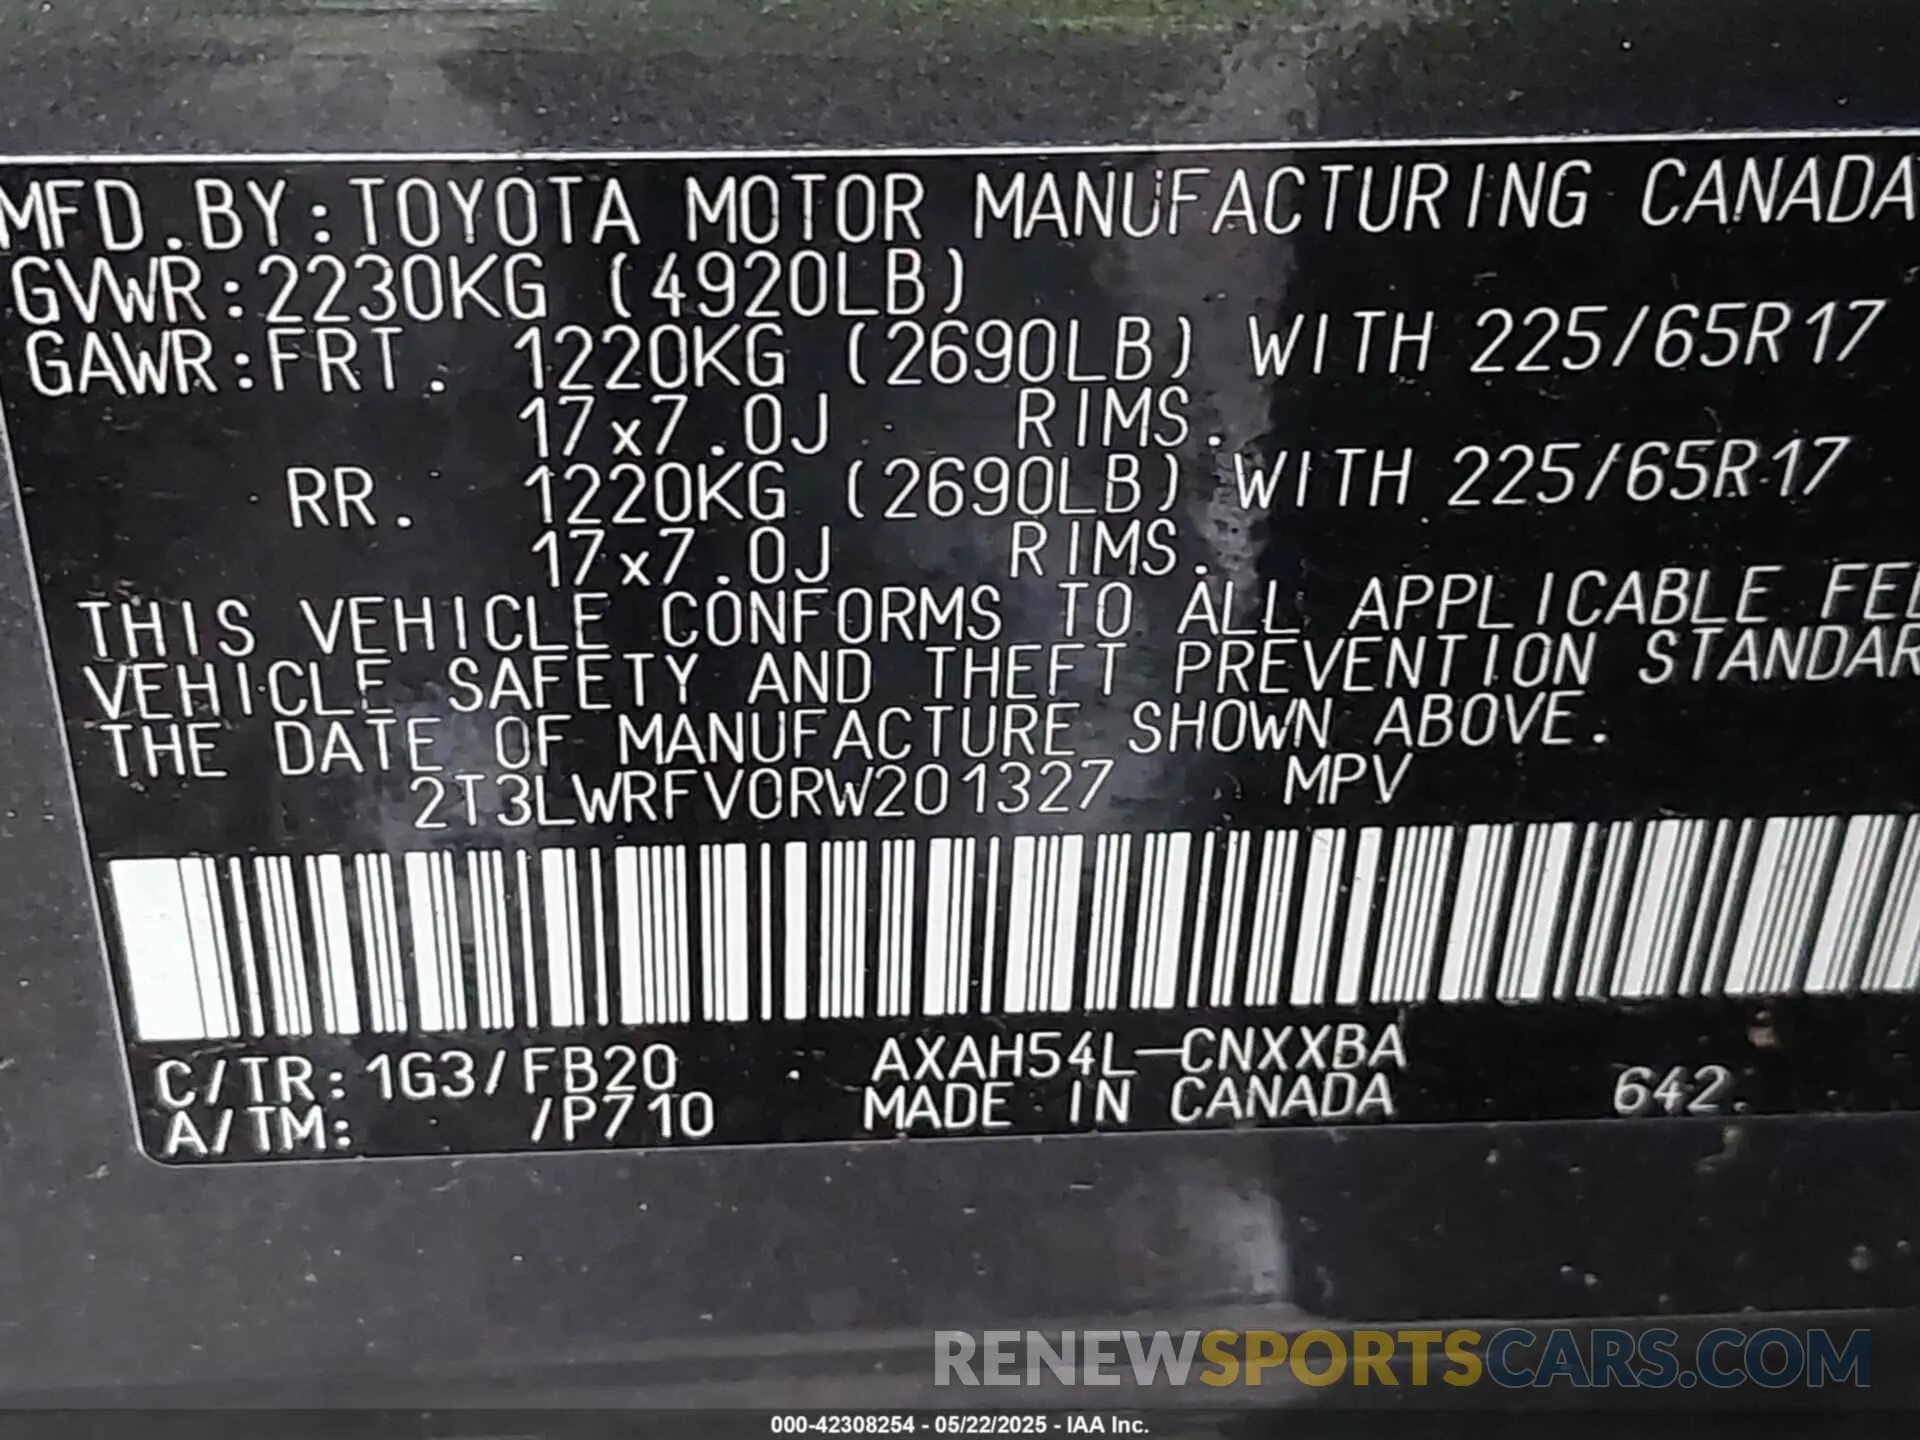 MFD.BY:TOYOTA MOTOR MANUFACTURING CANADA
GVWR:2230KG (4920LB)
GAWR:FRT. 1220KG (2690LB) WITH 225/65R17
17x7.0J RIMS.
RR. 1220KG (2690LB) WITH 225/65R17
17x7.0J RIMS.
THIS VEHICLE CONFORMS TO ALL APPLICABLE
VEHICLE SAFETY AND THEFT PREVENTION
THE DATE OF MANUFACTURE SHOWN ABOVE.
2T3LWRFV0RW201327 MPV
C/TR:1G3/FB20 AXAH54L-CNXXBA
A/TM: /P710 MADE IN CANADA 642
RENEWSPORTSCARS.COM
000-42308254 - 05/22/2025 - IAA Inc.